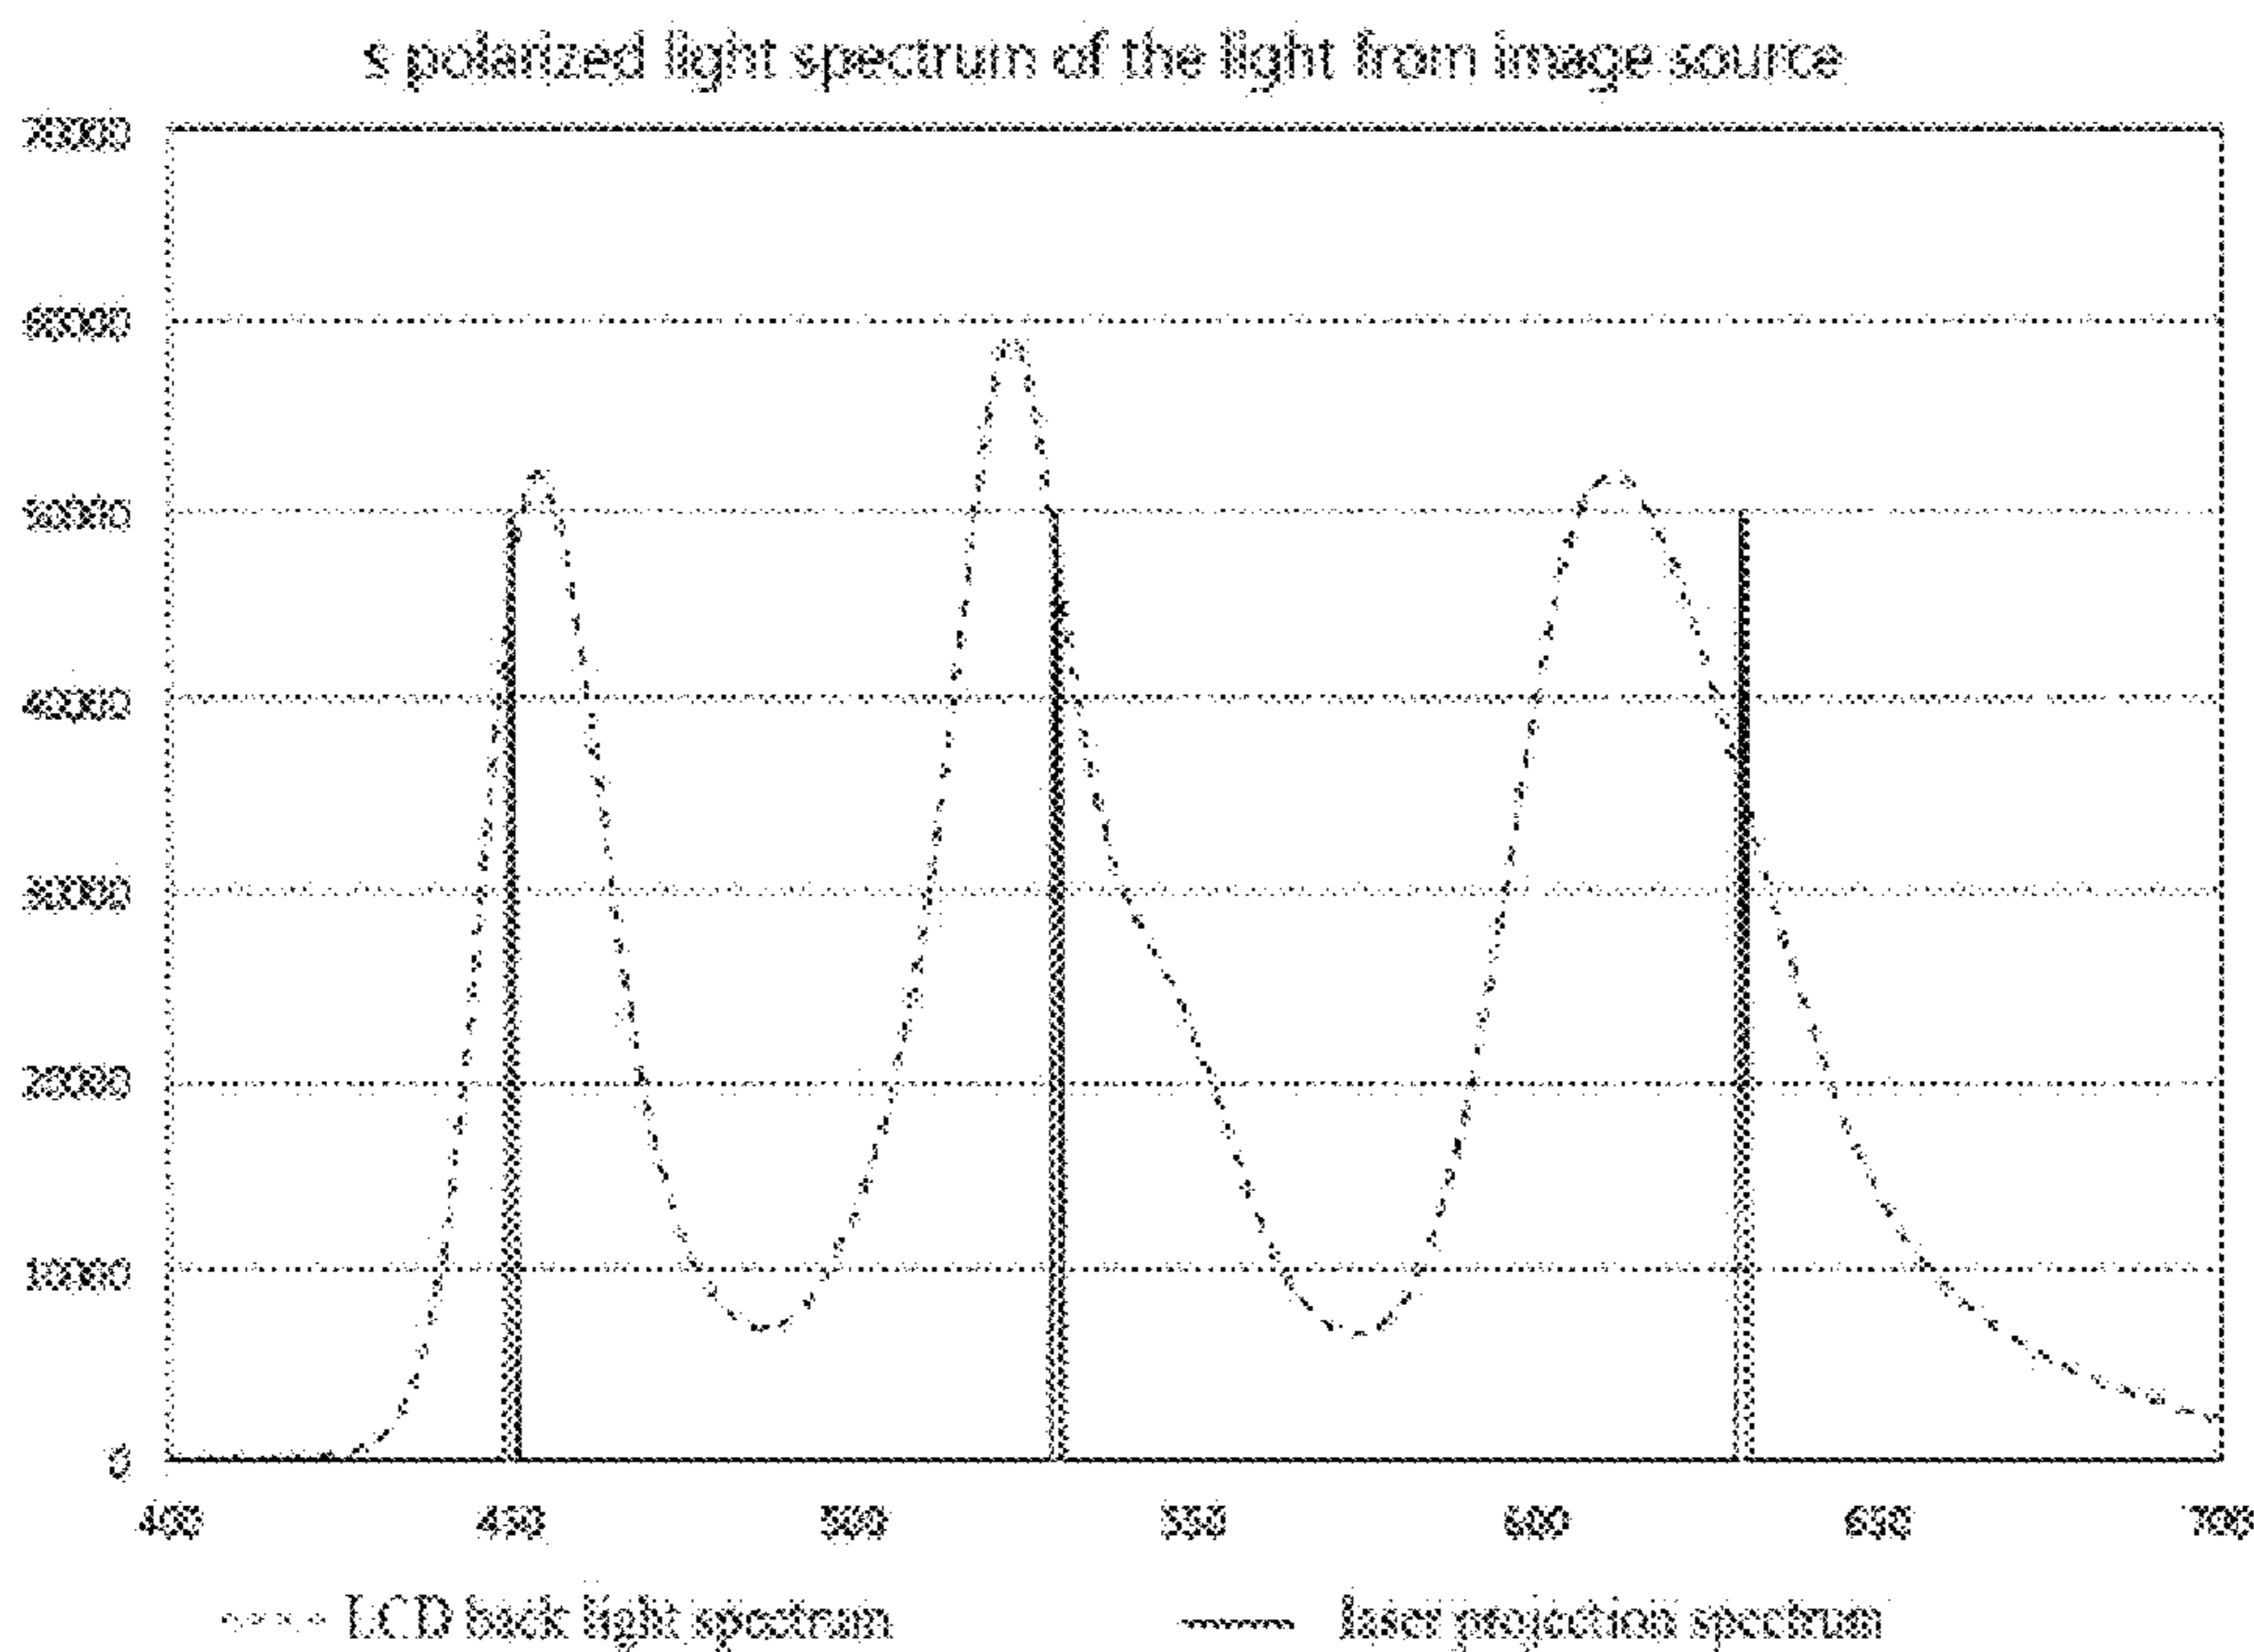 s polarized light spectrum of the light from image source
70000
60000
50000
40000
30000
20000
10000
0
400 450 500 550 600 650 700
LCD back light spectrum laser projection spectrum